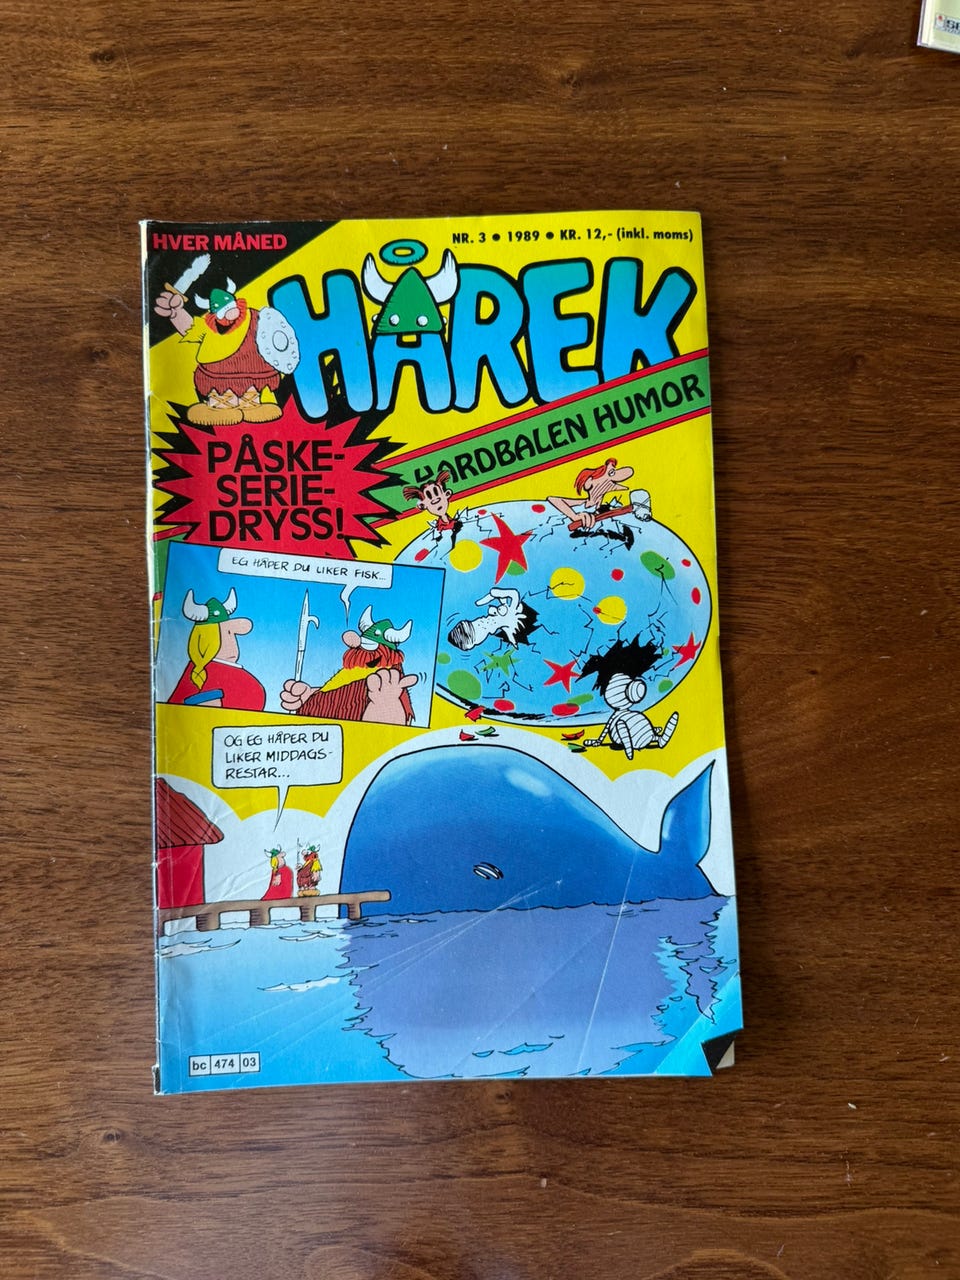 HVER MÅNED
NR. 3 • 1989 • KR. 12,- (inkl. moms)
HÅREK
HARDBALEN HUMOR
PÅSKE-
SERIE-
DRYSS!
EG HÅPER DU LIKER FISK...
OG EG HÅPER DU
LIKER MIDDAGS-
RESTAR...
bc 474 03